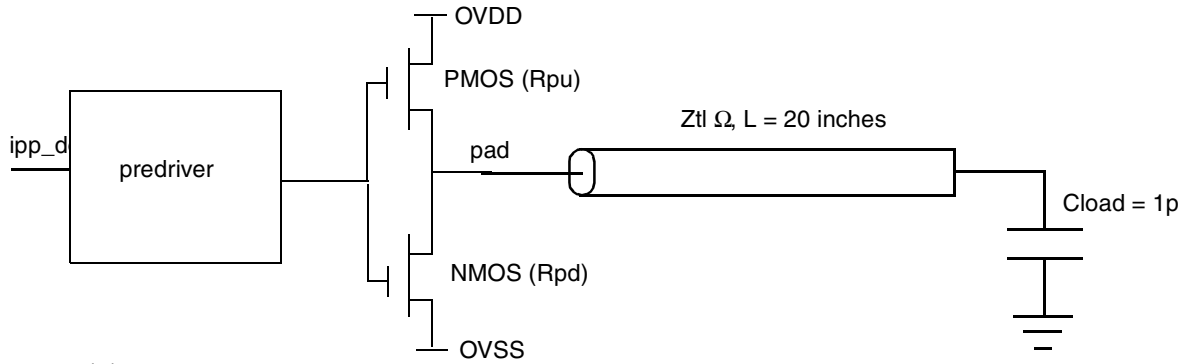 OVDD
PMOS (Rpu)
Ztl Ω, L = 20 inches
ipp_d
predriver
pad
Cload = 1p
NMOS (Rpd)
OVSS